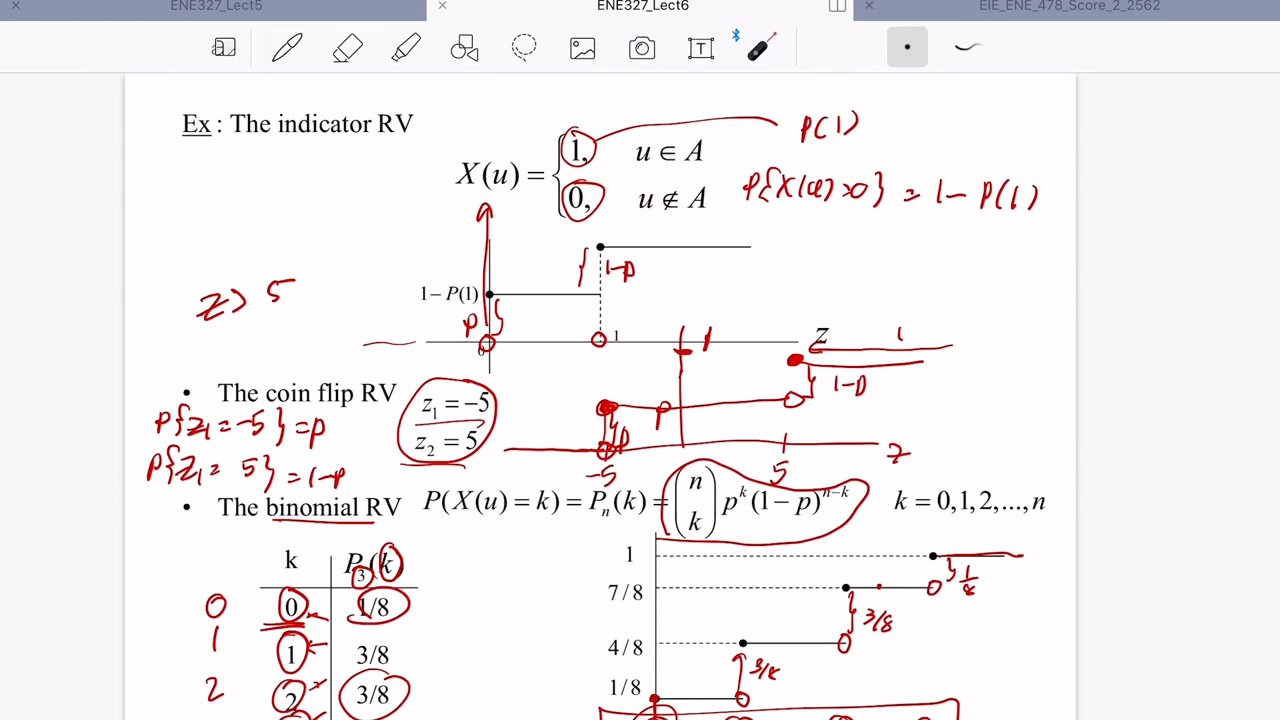 ENE327_Lect5 ENE327_Lect6 EIE_ENE_478_Score_2_2562
Ex : The indicator RV
X(u) = { 1, u ∈ A
0, u ∉ A
P(1)
P{X(u)=0} = 1 - P(1)
1-P
1 - P(1)
P
0
1
Z > 5
z
1
1
1-P
P
P
-5
5
z
• The coin flip RV
z₁ = -5
z₂ = 5
P{z₁ = -5} = p
P{z₁ = 5} = 1-p
• The binomial RV P(X(u) = k) = Pₙ(k) = (n k) pᵏ(1-p)ⁿ⁻ᵏ k = 0,1,2,...,n
k P₃(k)
0 0 1/8
1 1 3/8
2 2 3/8
1
7/8
4/8
1/8
1/8
3/8
3/8